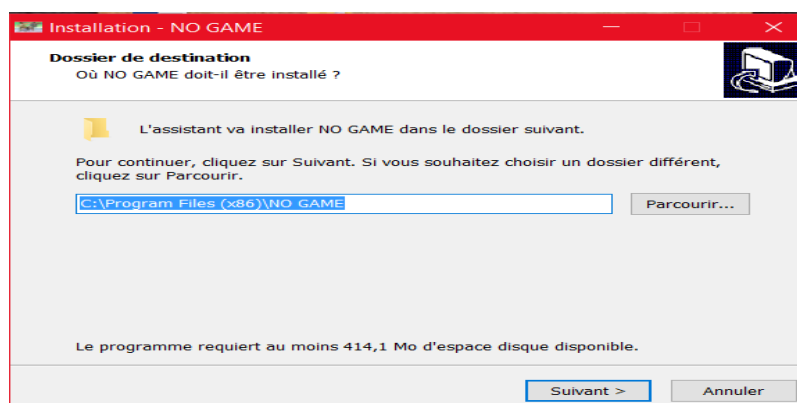 Installation - NO GAME
Dossier de destination
Où NO GAME doit-il être installé ?
L'assistant va installer NO GAME dans le dossier suivant.
Pour continuer, cliquez sur Suivant. Si vous souhaitez choisir un dossier différent,
cliquez sur Parcourir.
C:\Program Files (x86)\NO GAME
Parcourir...
Le programme requiert au moins 414,1 Mo d'espace disque disponible.
Suivant >
Annuler